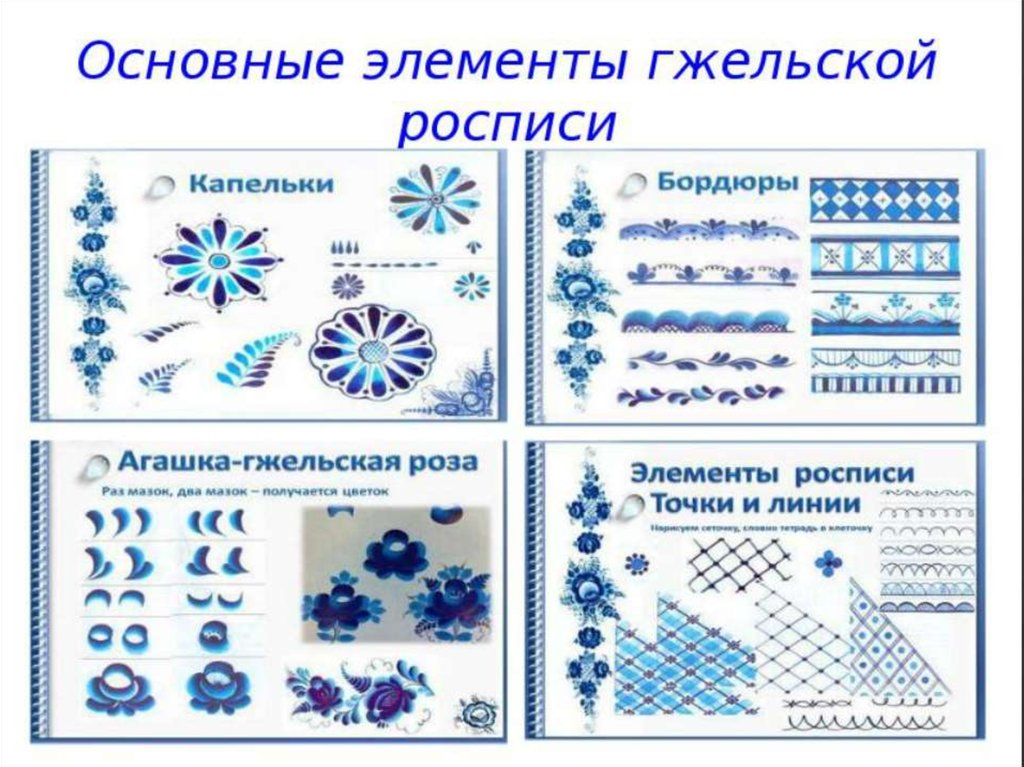 Основные элементы гжельской
росписи
Капельки
Бордюры
Агашка-гжельская роза
Раз мазок, два мазок – получается цветок
Элементы росписи
Точки и линии
Нарисуем сеточку, словно тетрадь в клеточку